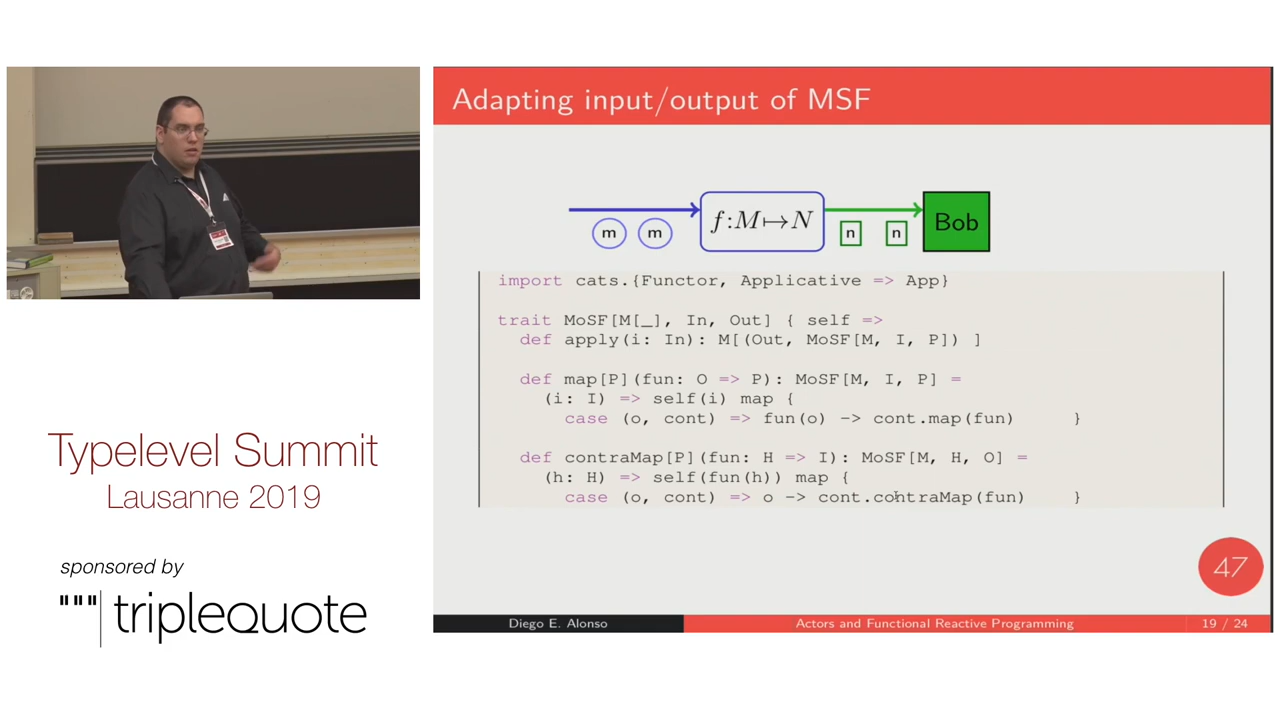 Adapting input/output of MSF
m m f:M↦N n n Bob
import cats.{Functor, Applicative => App}
trait MoSF[M[_], In, Out] { self =>
def apply(i: In): M[(Out, MoSF[M, I, P]) ]
def map[P](fun: O => P): MoSF[M, I, P] =
(i: I) => self(i) map {
case (o, cont) => fun(o) -> cont.map(fun) }
def contraMap[P](fun: H => I): MoSF[M, H, O] =
(h: H) => self(fun(h)) map {
case (o, cont) => o -> cont.contraMap(fun) }
47
Diego E. Alonso Actors and Functional Reactive Programming 19 / 24
Typelevel Summit
Lausanne 2019
sponsored by
"""|triplequote